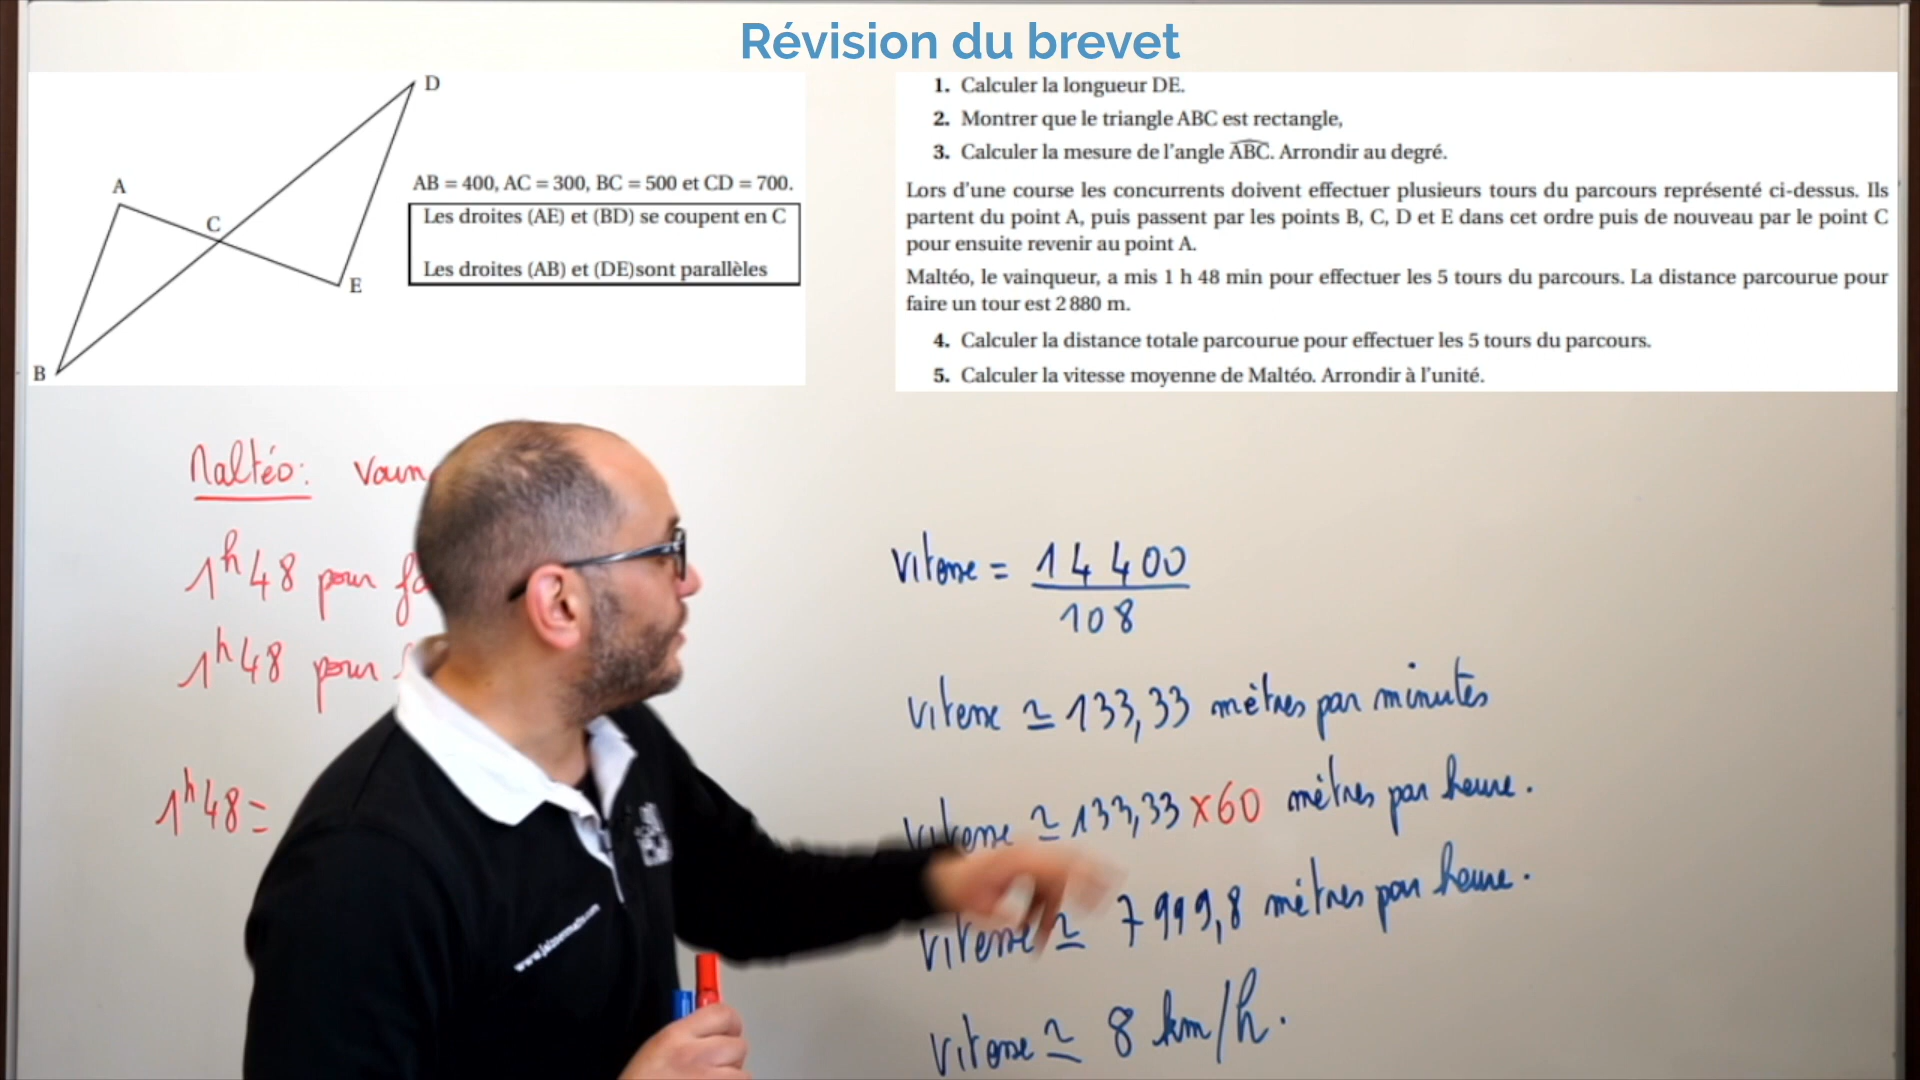 Révision du brevet
D
A
C
E
B
AB = 400, AC = 300, BC = 500 et CD = 700.
Les droites (AE) et (BD) se coupent en C
Les droites (AB) et (DE)sont parallèles
1. Calculer la longueur DE.
2. Montrer que le triangle ABC est rectangle,
3. Calculer la mesure de l'angle ABC. Arrondir au degré.
Lors d'une course les concurrents doivent effectuer plusieurs tours du parcours représenté ci-dessus. Ils
partent du point A, puis passent par les points B, C, D et E dans cet ordre puis de nouveau par le point C
pour ensuite revenir au point A.
Maltéo, le vainqueur, a mis 1 h 48 min pour effectuer les 5 tours du parcours. La distance parcourue pour
faire un tour est 2 880 m.
4. Calculer la distance totale parcourue pour effectuer les 5 tours du parcours.
5. Calculer la vitesse moyenne de Maltéo. Arrondir à l'unité.
Maltéo: Vain
1h48 pour fa
1h48 pour
1h48 =
vitesse = 14 400
108
vitesse ≃ 133,33 mètres par minutes
vitesse ≃ 133,33 x60 mètres par heure.
vitesse ≃ 7999,8 mètres par heure.
vitesse ≃ 8 km/h.